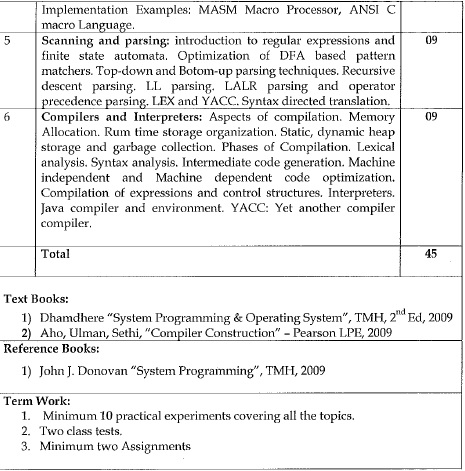 Implementation Examples: MASM Macro Processor, ANSI C
macro Language.
5 Scanning and parsing: introduction to regular expressions and 09
finite state automata. Optimization of DFA based pattern
matchers. Top-down and Botom-up parsing techniques. Recursive
descent parsing. LL parsing. LALR parsing and operator
precedence parsing. LEX and YACC. Syntax directed translation.
6 Compilers and Interpreters: Aspects of compilation. Memory 09
Allocation. Rum time storage organization. Static, dynamic heap
storage and garbage collection. Phases of Compilation. Lexical
analysis. Syntax analysis. Intermediate code generation. Machine
independent and Machine dependent code optimization.
Compilation of expressions and control structures. Interpreters.
Java compiler and environment. YACC: Yet another compiler
compiler.
Total 45
Text Books:
1) Dhamdhere "System Programming & Operating System", TMH, 2nd Ed, 2009
2) Aho, Ulman, Sethi, "Compiler Construction" – Pearson LPE, 2009
Reference Books:
1) John J. Donovan "System Programming", TMH, 2009
Term Work:
1. Minimum 10 practical experiments covering all the topics.
2. Two class tests.
3. Minimum two Assignments